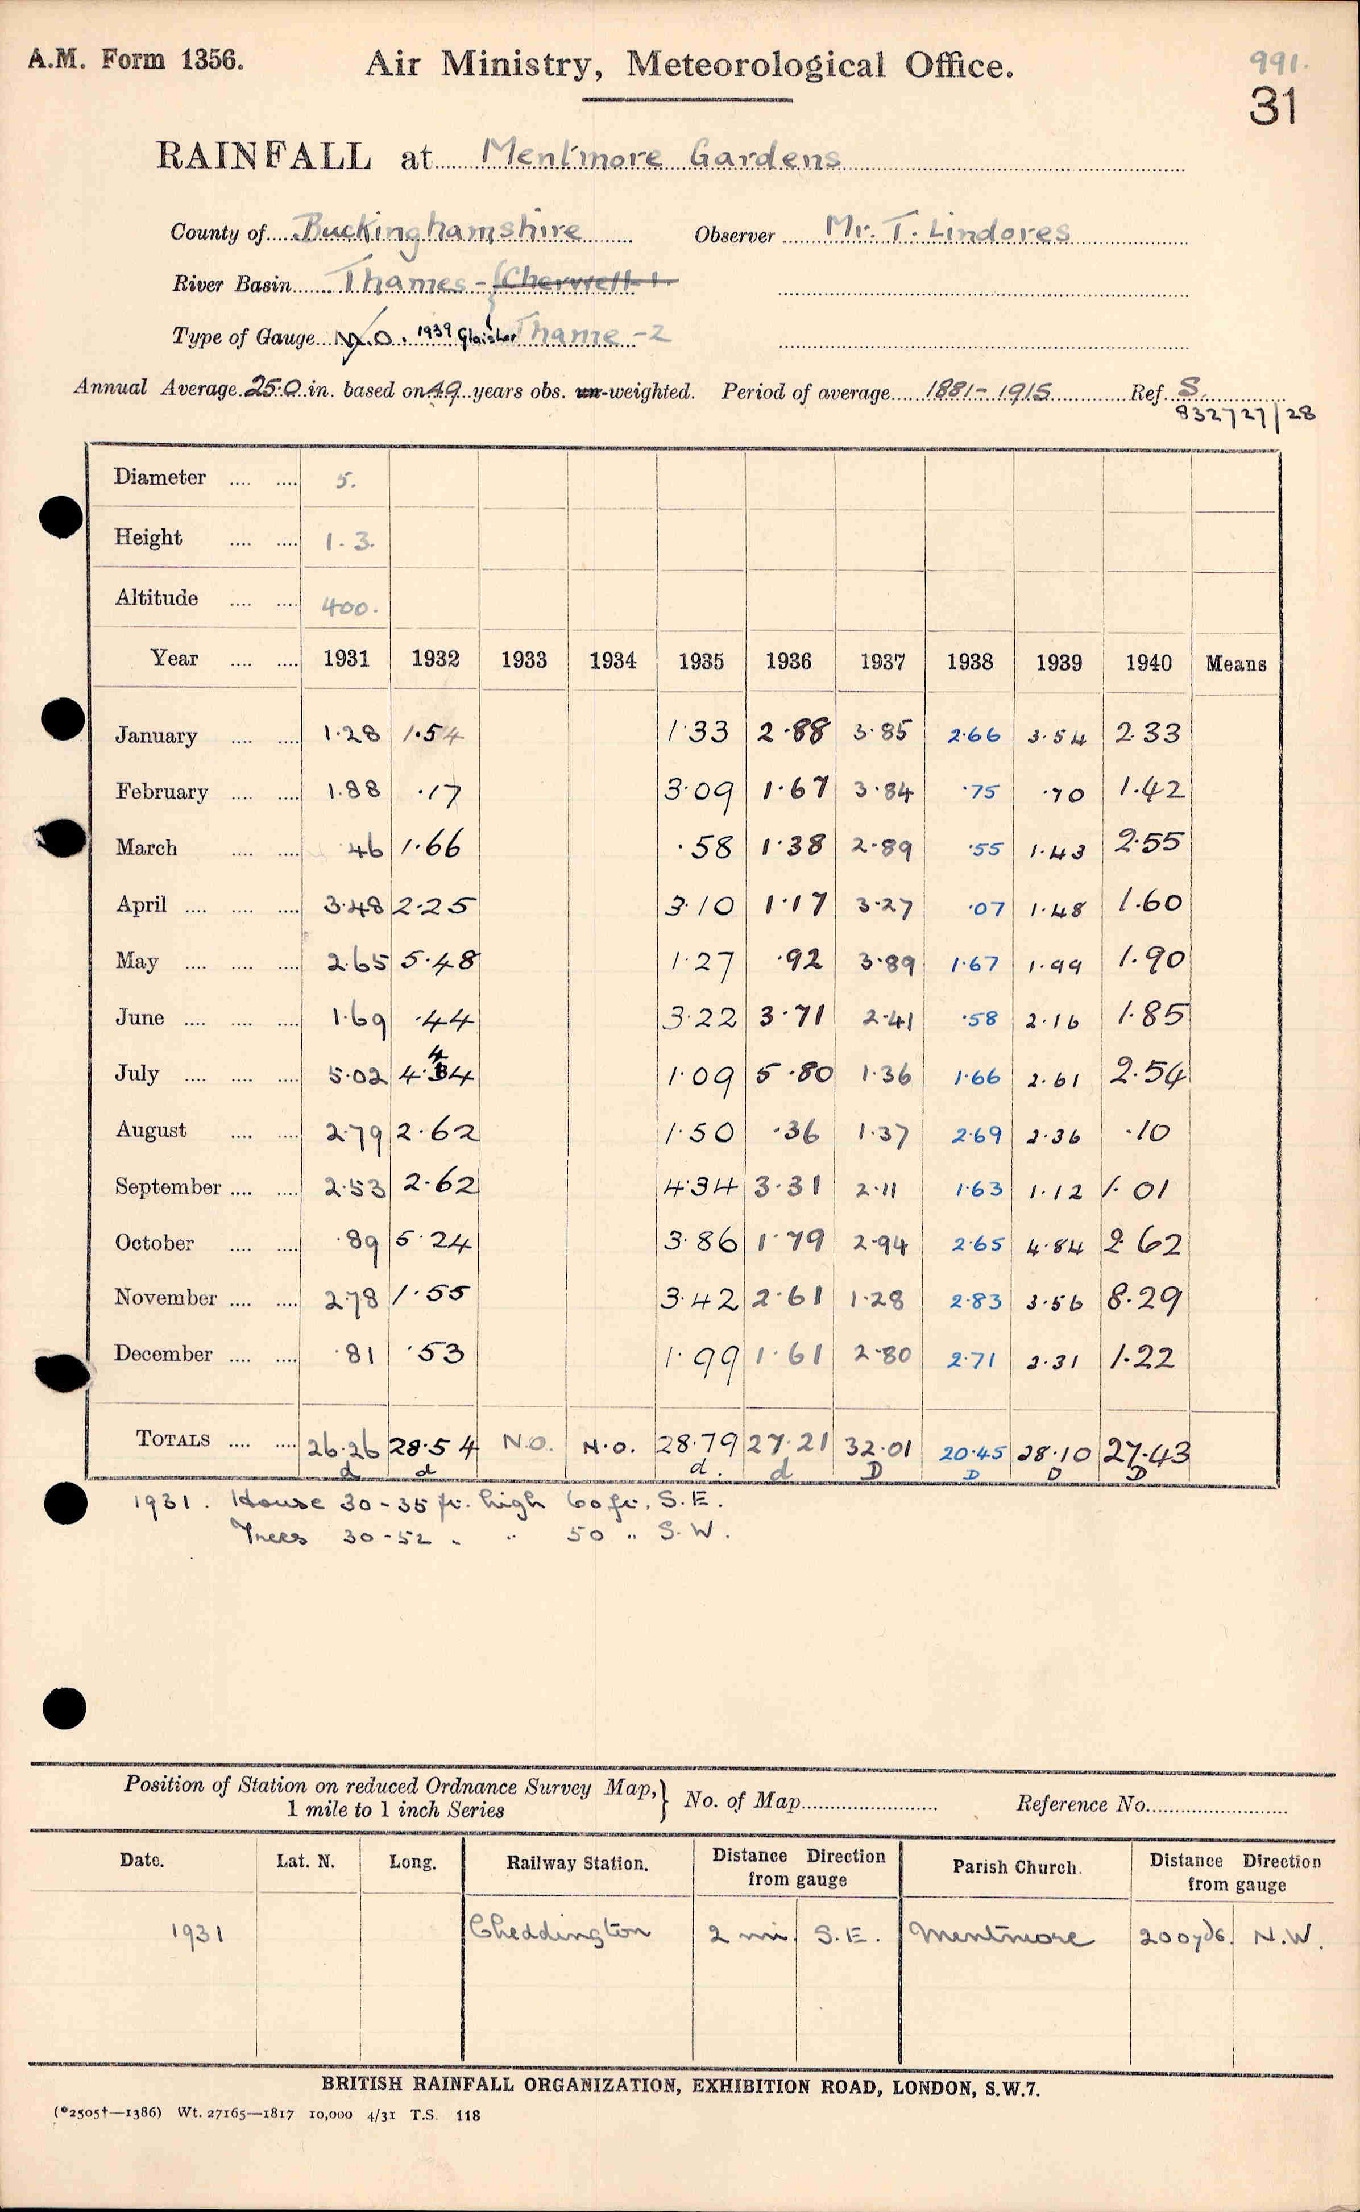 A.M. Form 1356.
Air Ministry, Meteorological Office.
991.
31
RAINFALL at Mentmore Gardens
County of Buckinghamshire Observer Mr. T. Lindores
River Basin Thames - Cherwell - 1
Type of Gauge M.O. 1939 Glaisher Thame - 2
Annual Average 25.0 in. based on 49 years obs. un-weighted. Period of average 1881 - 1915 Ref. S.
932727/28
Diameter .... .... 5.
Height .... .... 1. 3.
Altitude .... .... 400.
Year .... .... 1931 1932 1933 1934 1935 1936 1937 1938 1939 1940 Means
January .... .... 1.28 1.54 1.33 2.88 3.85 2.66 3.54 2.33
February .... .... 1.88 .17 3.09 1.67 3.84 .75 .70 1.42
March .... .... .46 1.66 .58 1.38 2.89 .55 1.43 2.55
April .... .... .... 3.48 2.25 3.10 1.17 3.27 .07 1.48 1.60
May .... .... .... 2.65 5.48 1.27 .92 3.89 1.67 1.99 1.90
June .... .... .... 1.69 .44 3.22 3.71 2.41 .58 2.16 1.85
July .... .... .... 5.02 4.44 1.09 5.80 1.36 1.66 2.61 2.54
August .... .... 2.79 2.62 1.50 .36 1.37 2.69 2.36 .10
September .... .... 2.53 2.62 4.34 3.31 2.11 1.63 1.12 1.01
October .... .... .89 5.24 3.86 1.79 2.94 2.65 4.84 2.62
November .... .... 2.78 1.55 3.42 2.61 1.28 2.83 3.56 8.29
December .... .... .81 .53 1.99 1.61 2.80 2.71 2.31 1.22
TOTALS .... .... 26.26 28.54 N.O. N.O. 28.79 27.21 32.01 20.45 28.10 27.43
d d d. d D D D D
1931. House 30 - 35 ft. high 60 ft. S.E.
Trees 30 - 52 " " 50 " S.W.
Position of Station on reduced Ordnance Survey Map, } No. of Map Reference No.
1 mile to 1 inch Series
Date. Lat. N. Long. Railway Station. Distance Direction from gauge Parish Church. Distance Direction from gauge
1931 Cheddington 2 mi. S.E. Mentmore 200 yds. N.W.
BRITISH RAINFALL ORGANIZATION, EXHIBITION ROAD, LONDON, S.W.7.
(*2505†—1386) Wt. 27165—1817 10,000 4/31 T.S. 118